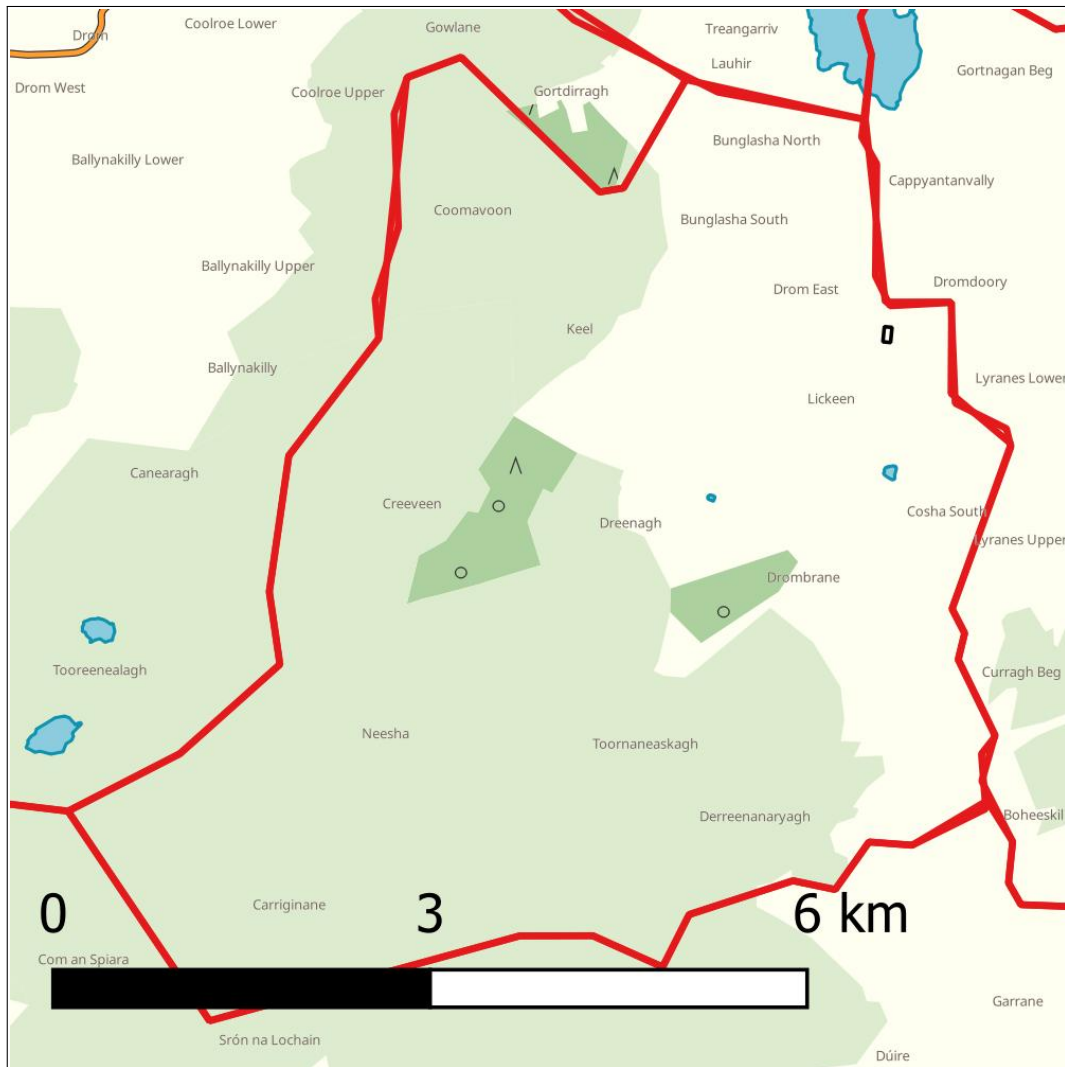 Coolroe Lower
Gowlane
Treangarriv
Drom
Lauhir
Gortnagan Beg
Drom West
Coolroe Upper
Gortdirragh
Bunglasha North
Ballynakilly Lower
Cappyantanvally
Coomavoon
Bunglasha South
Ballynakilly Upper
Dromdoory
Drom East
Keel
Ballynakilly
Lyranes Lower
Lickeen
Canearagh
Creeveen
Cosha South
Dreenagh
Lyranes Upper
Drombrane
Tooreenealagh
Curragh Beg
Neesha
Toornaneaskagh
Derreenanaryagh
Boheeskil
Carriginane
0 3 6 km
Com an Spiara
Garrane
Srón na Lochain
Dúire